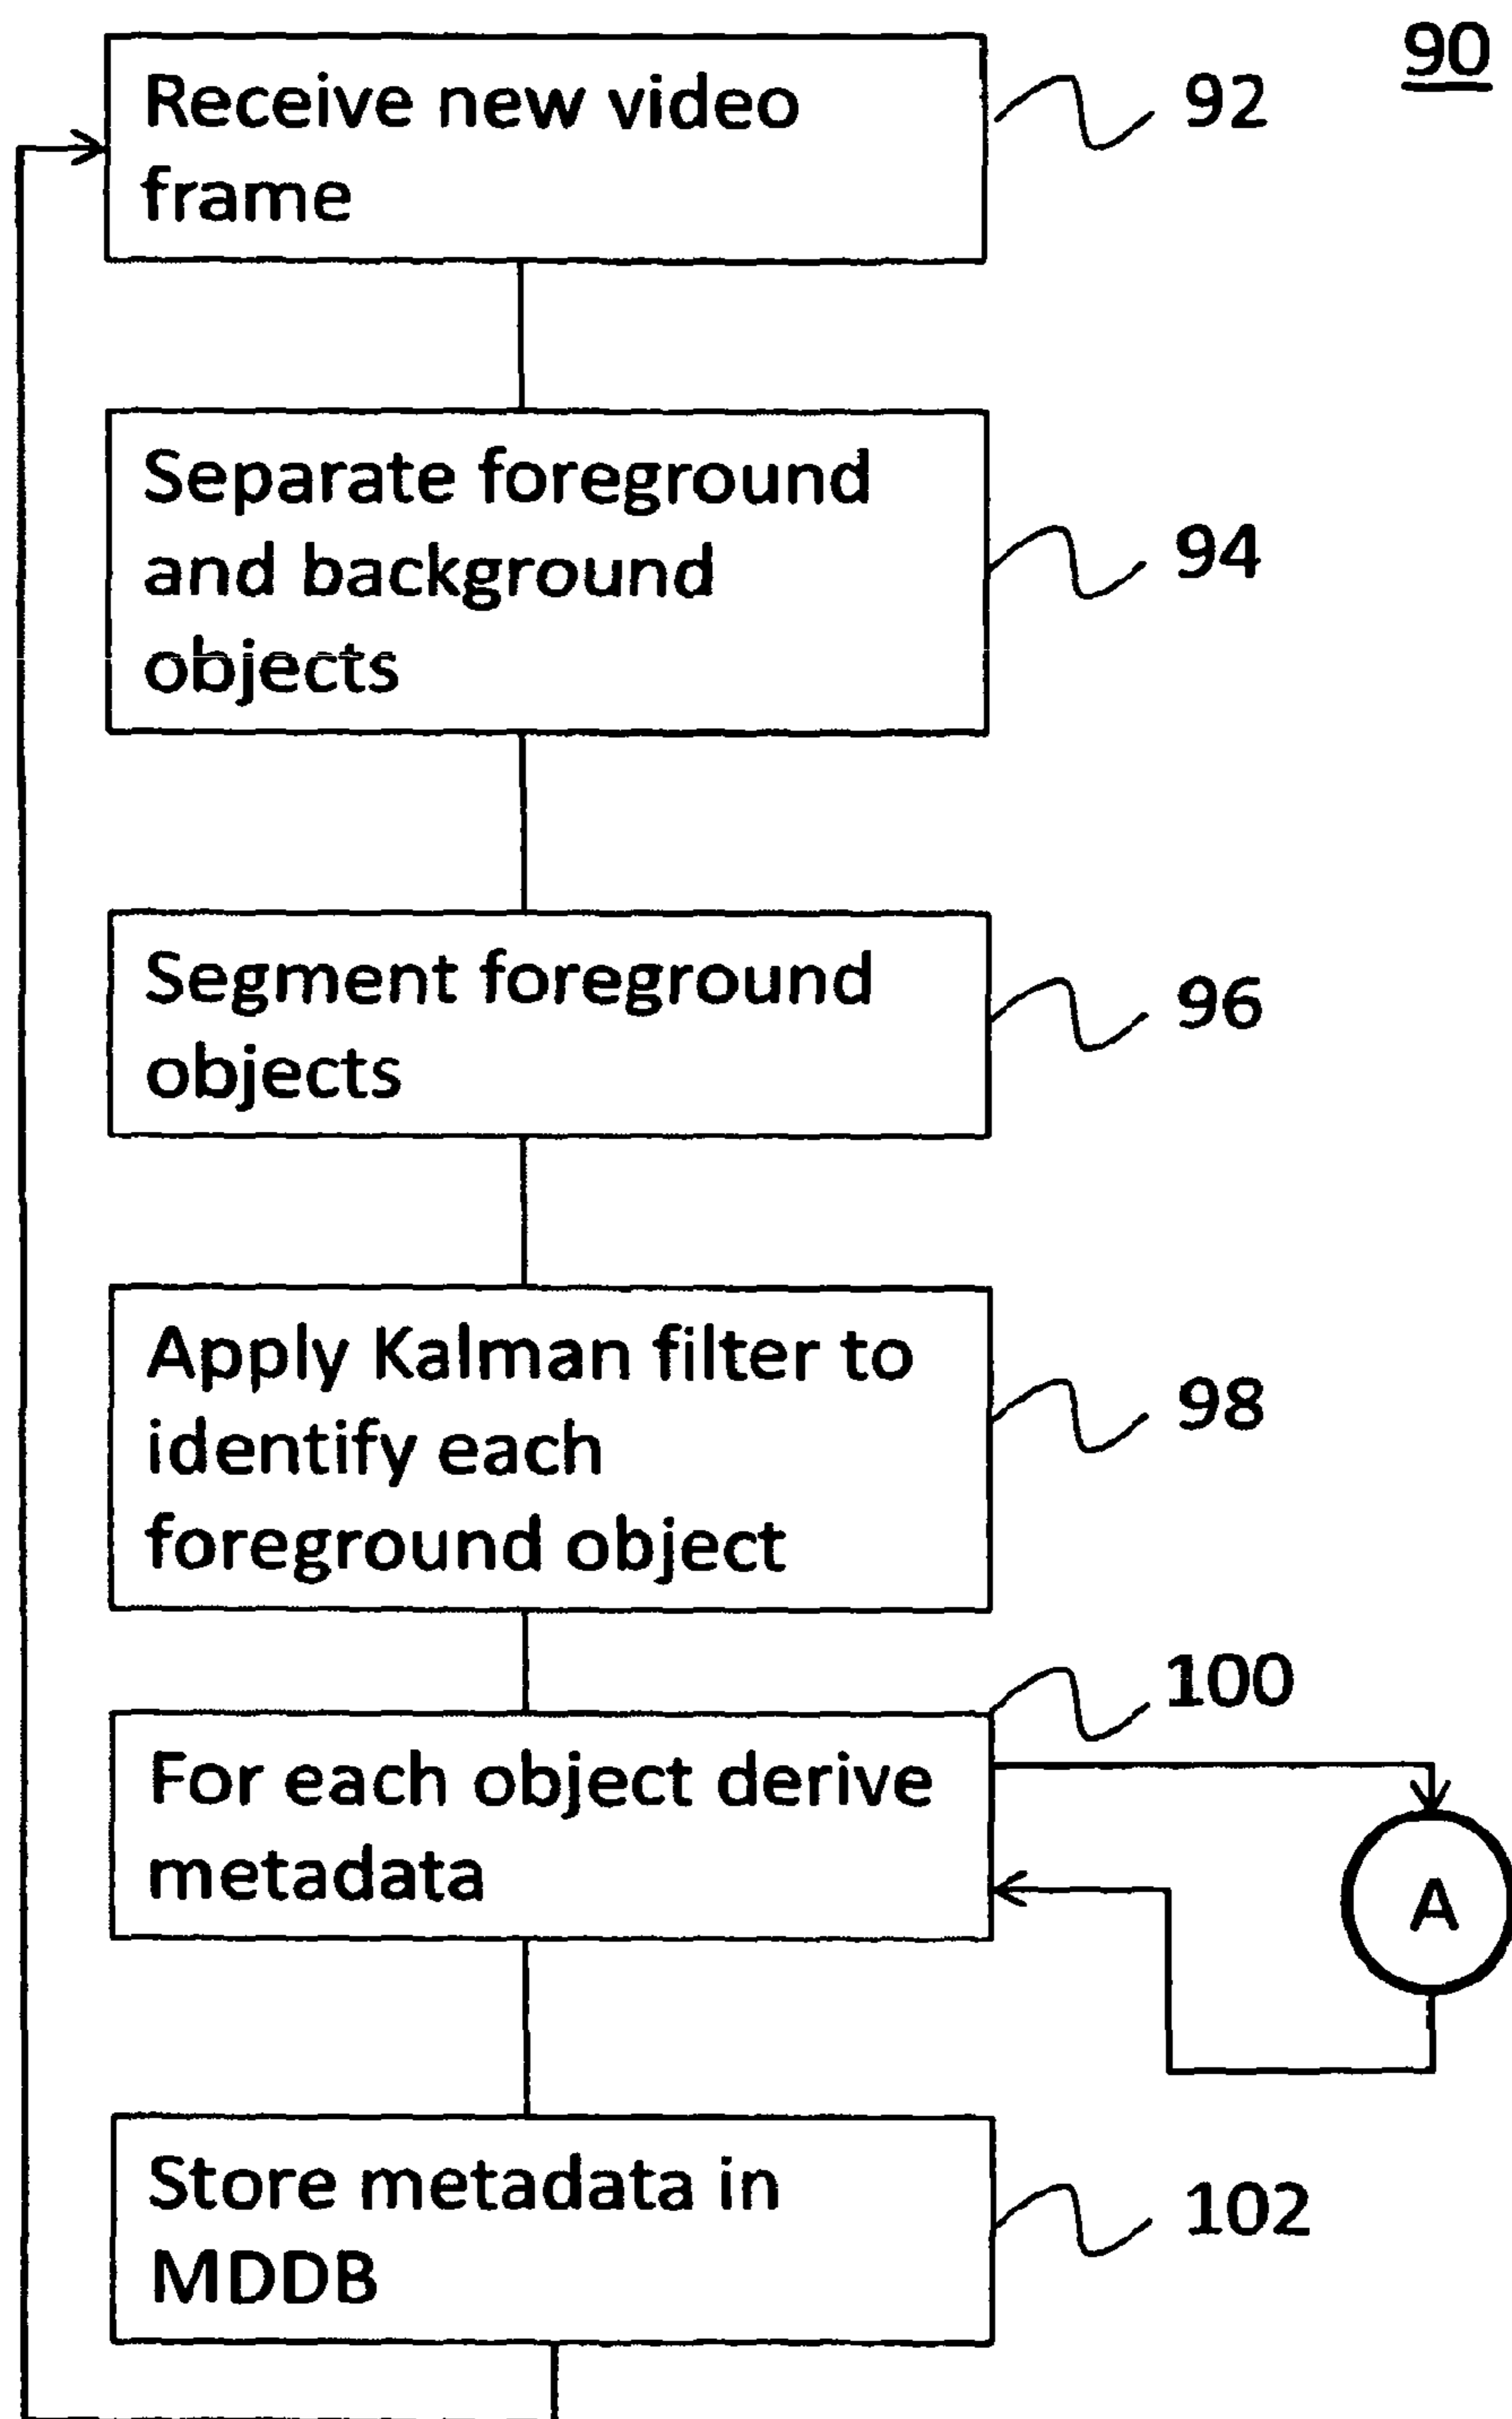 90
Receive new video
frame
92
Separate foreground
and background
objects
94
Segment foreground
objects
96
Apply Kalman filter to
identify each
foreground object
98
100
For each object derive
metadata
A
Store metadata in
MDDB
102